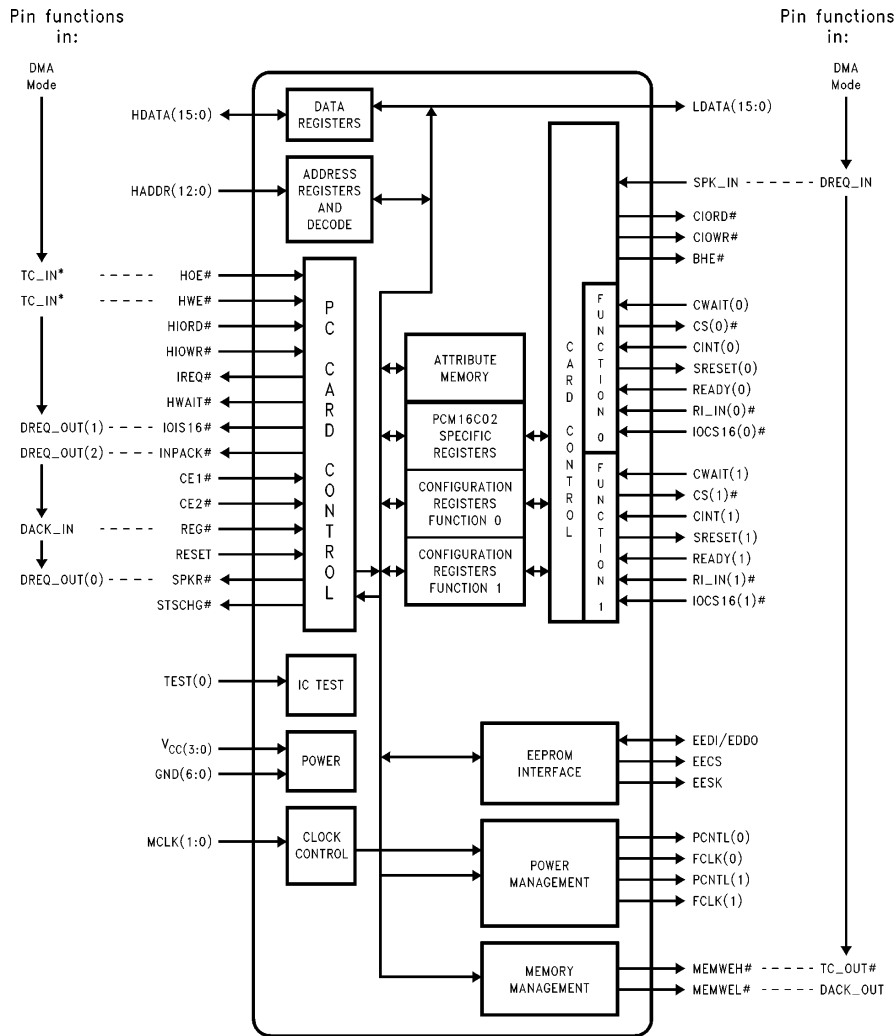 Pin functions
in:
DMA
Mode
TC_IN*
TC_IN*
DREQ_OUT(1)
DREQ_OUT(2)
DACK_IN
DREQ_OUT(0)
HDATA(15:0)
HADDR(12:0)
HOE#
HWE#
HIORD#
HIOWR#
IREQ#
HWAIT#
IOIS16#
INPACK#
CE1#
CE2#
REG#
RESET
SPKR#
STSCHG#
TEST(0)
VCC(3:0)
GND(6:0)
MCLK(1:0)
DATA
REGISTERS
ADDRESS
REGISTERS
AND
DECODE
PC CARD CONTROL
IC TEST
POWER
CLOCK
CONTROL
ATTRIBUTE
MEMORY
PCM16C02
SPECIFIC
REGISTERS
CONFIGURATION
REGISTERS
FUNCTION 0
CONFIGURATION
REGISTERS
FUNCTION 1
CARD CONTROL
FUNCTION 0
FUNCTION 1
EEPROM
INTERFACE
POWER
MANAGEMENT
MEMORY
MANAGEMENT
LDATA(15:0)
SPK_IN
CIORD#
CIOWR#
BHE#
CWAIT(0)
CS(0)#
CINT(0)
SRESET(0)
READY(0)
RI_IN(0)#
IOCS16(0)#
CWAIT(1)
CS(1)#
CINT(1)
SRESET(1)
READY(1)
RI_IN(1)#
IOCS16(1)#
EEDI/EDDO
EECS
EESK
PCNTL(0)
FCLK(0)
PCNTL(1)
FCLK(1)
MEMWEH#
MEMWEL#
Pin functions
in:
DMA
Mode
DREQ_IN
TC_OUT#
DACK_OUT